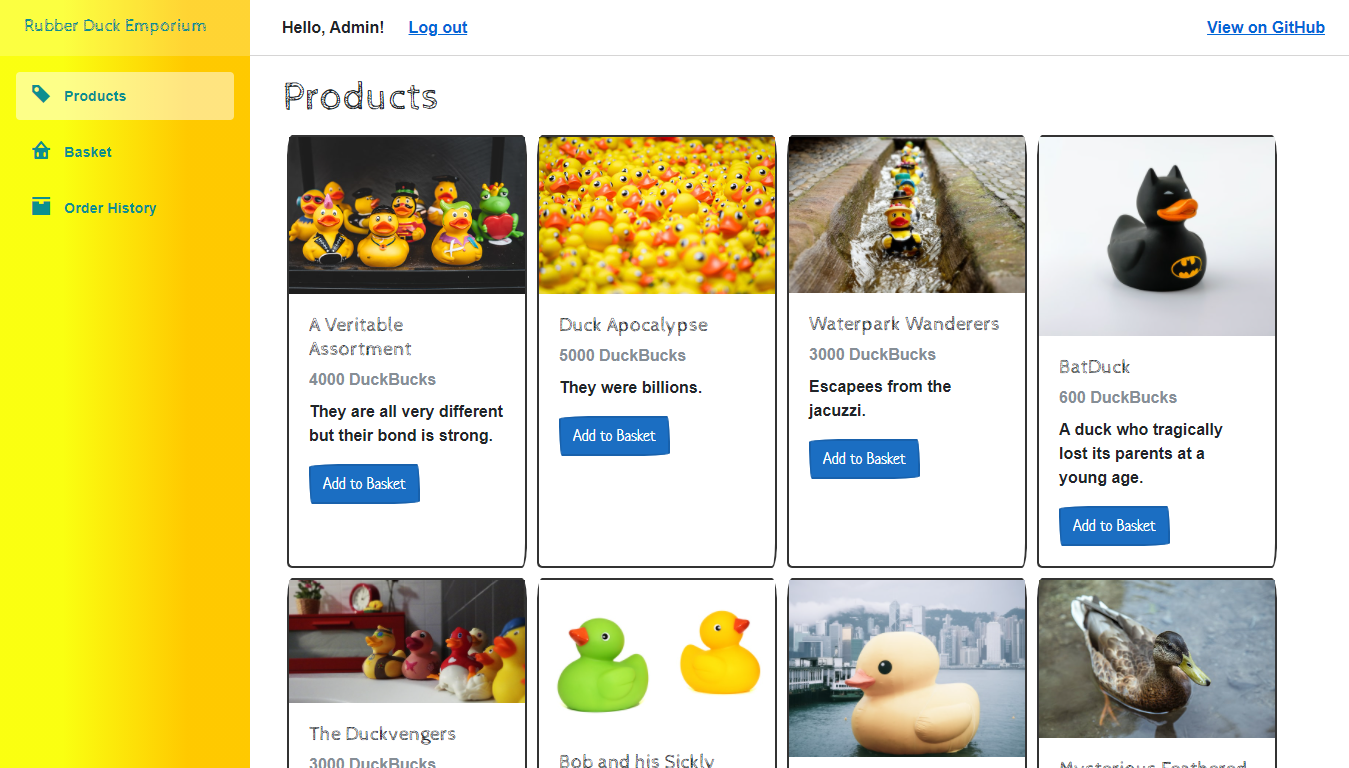 Rubber Duck Emporium
Hello, Admin!
Log out
View on GitHub
Products
Basket
Order History
Products
A Veritable
Assortment
4000 DuckBucks
They are all very different
but their bond is strong.
Add to Basket
Duck Apocalypse
5000 DuckBucks
They were billions.
Add to Basket
Waterpark Wanderers
3000 DuckBucks
Escapees from the
jacuzzi.
Add to Basket
BatDuck
600 DuckBucks
A duck who tragically
lost its parents at a
young age.
Add to Basket
The Duckvengers
3000 DuckBucks
Bob and his Sickly
Mysterious Feathered